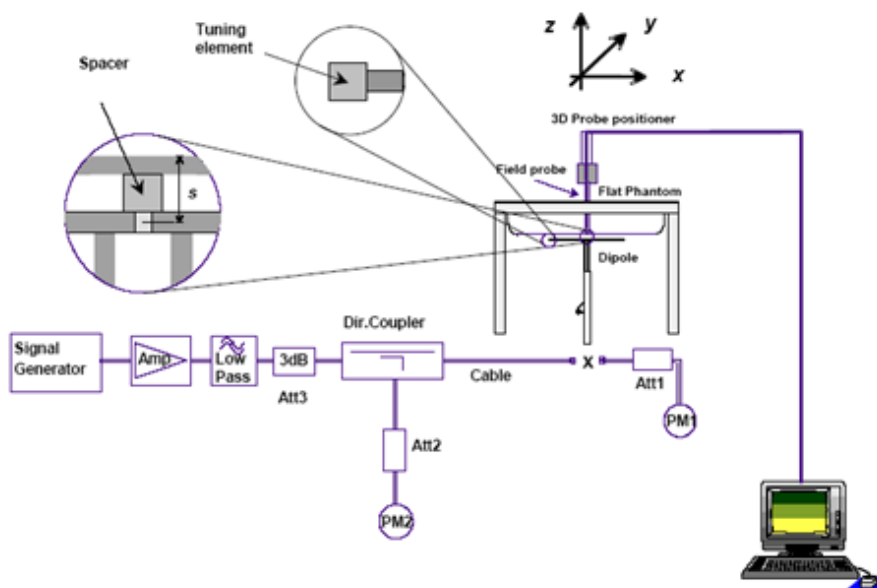 Tuning
element
Spacer
s
z
y
x
3D Probe positioner
Field probe
Flat Phantom
Dipole
Signal
Generator
Amp
Low
Pass
3dB
Att3
Dir.Coupler
Cable
X
Att1
PM1
Att2
PM2